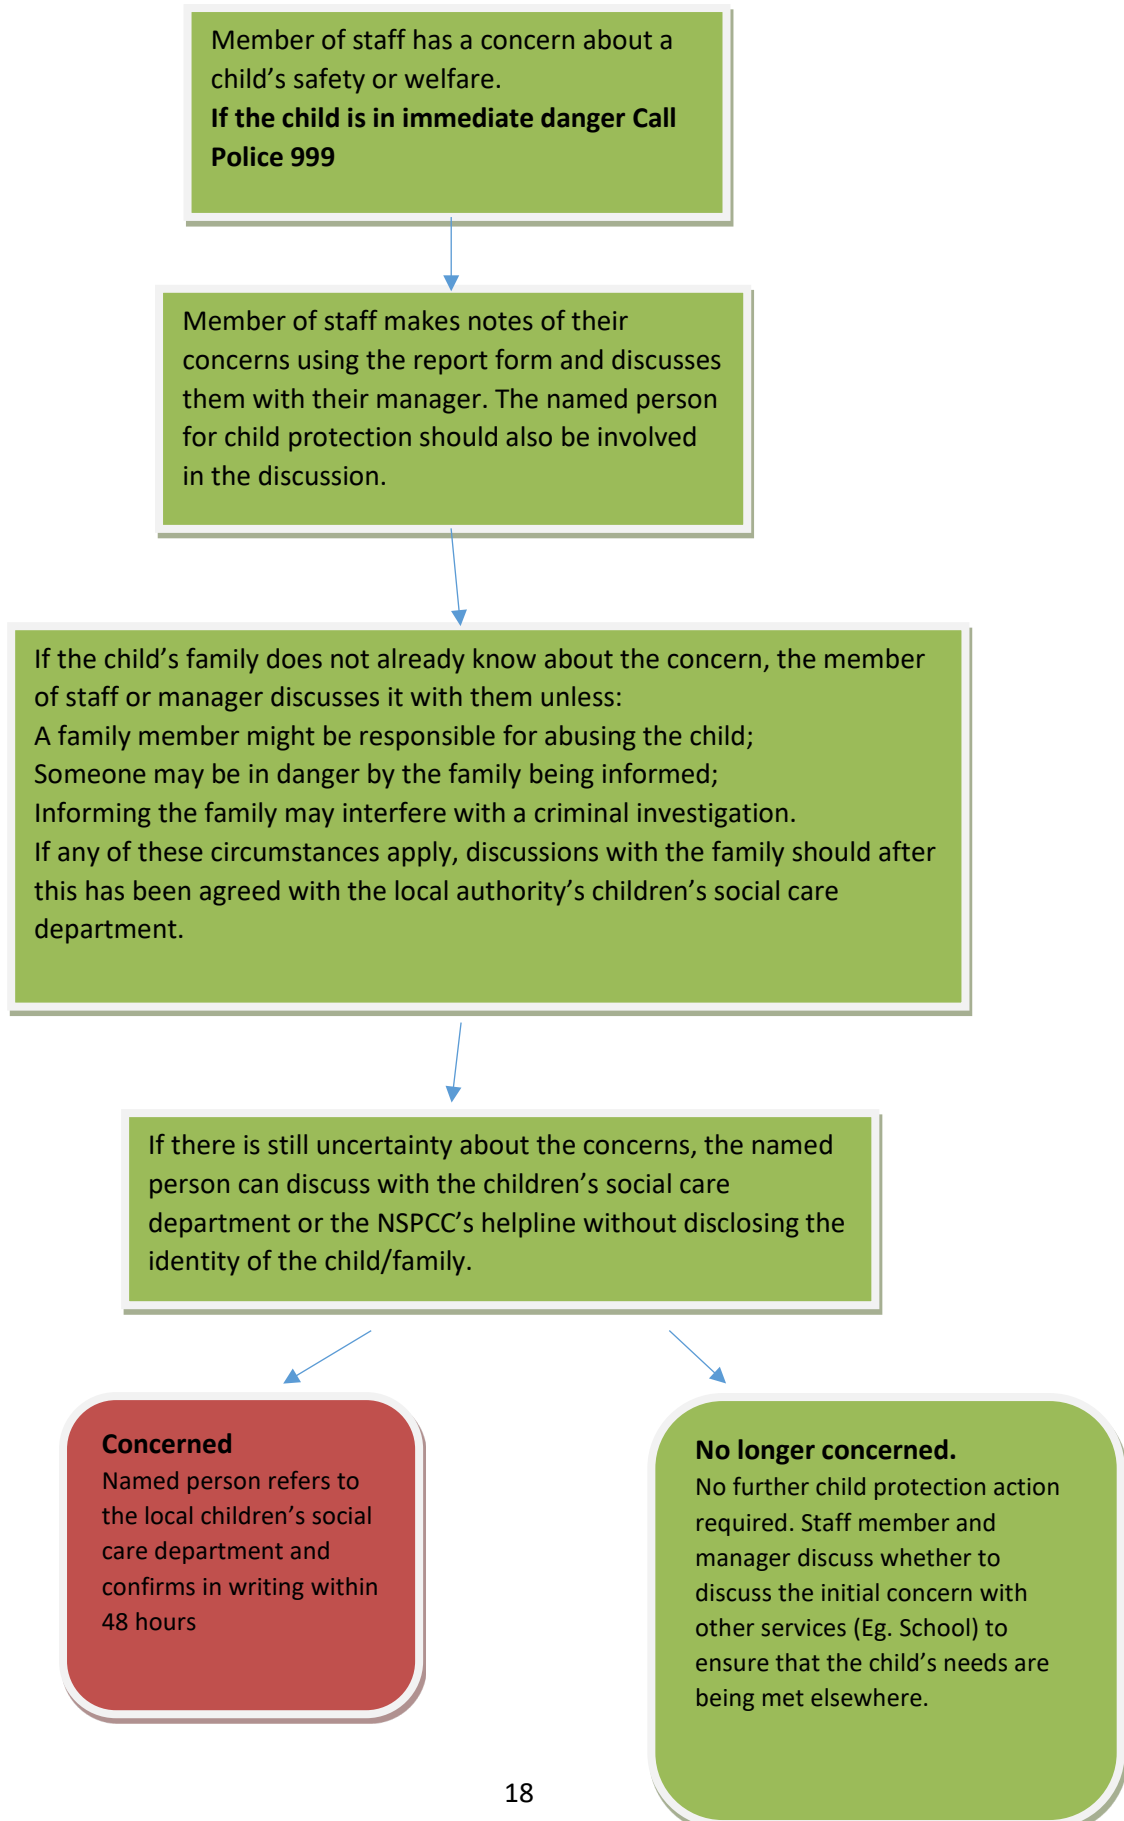 Member of staff has a concern about a
child’s safety or welfare.
If the child is in immediate danger Call
Police 999
Member of staff makes notes of their
concerns using the report form and discusses
them with their manager. The named person
for child protection should also be involved
in the discussion.
If the child’s family does not already know about the concern, the member
of staff or manager discusses it with them unless:
A family member might be responsible for abusing the child;
Someone may be in danger by the family being informed;
Informing the family may interfere with a criminal investigation.
If any of these circumstances apply, discussions with the family should after
this has been agreed with the local authority’s children’s social care
department.
If there is still uncertainty about the concerns, the named
person can discuss with the children’s social care
department or the NSPCC’s helpline without disclosing the
identity of the child/family.
Concerned
Named person refers to
the local children’s social
care department and
confirms in writing within
48 hours
No longer concerned.
No further child protection action
required. Staff member and
manager discuss whether to
discuss the initial concern with
other services (Eg. School) to
ensure that the child’s needs are
being met elsewhere.
18